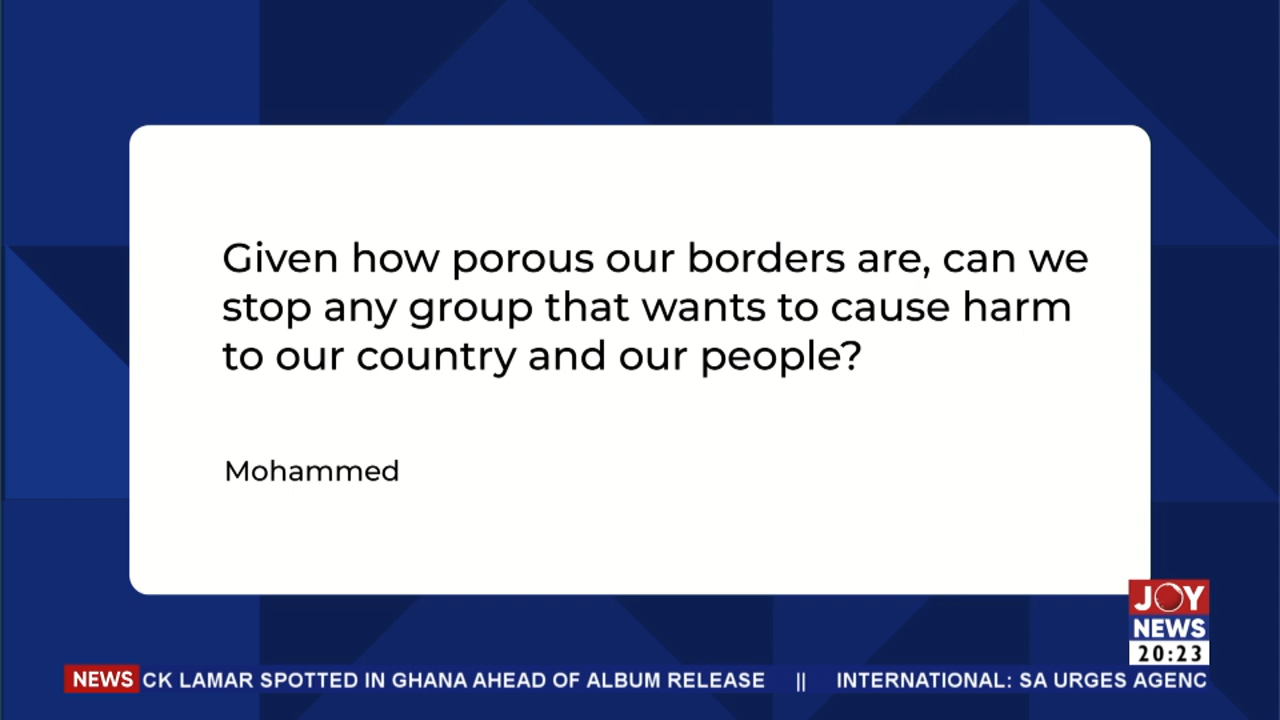 Given how porous our borders are, can we
stop any group that wants to cause harm
to our country and our people?
Mohammed
JOY
NEWS
20:23
NEWS CK LAMAR SPOTTED IN GHANA AHEAD OF ALBUM RELEASE || INTERNATIONAL: SA URGES AGENC